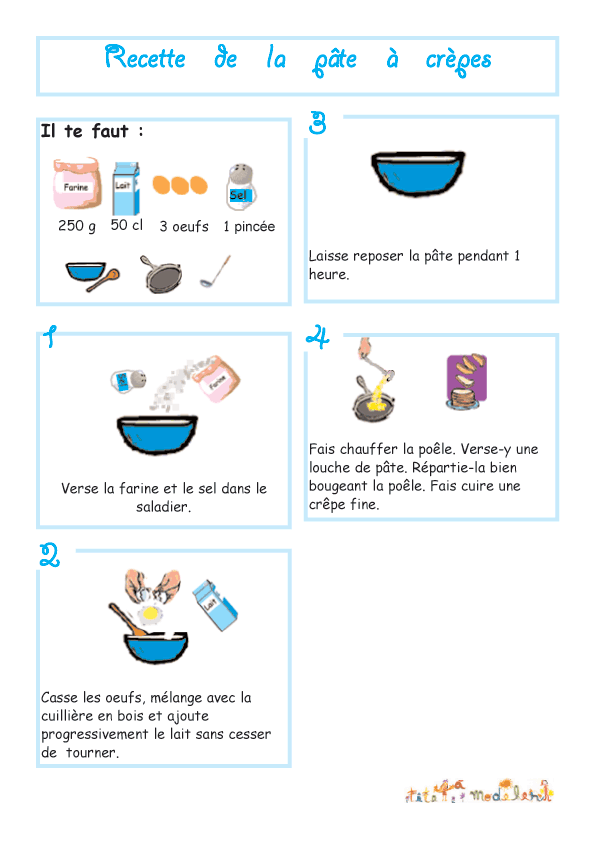 Recette de la pâte à crèpes
Il te faut :
Farine
Lait
Sel
250 g
50 cl
3 oeufs
1 pincée
1
Farine
Verse la farine et le sel dans le
saladier.
2
Lait
Casse les oeufs, mélange avec la
cuillière en bois et ajoute
progressivement le lait sans cesser
de tourner.
3
Laisse reposer la pâte pendant 1
heure.
4
Fais chauffer la poêle. Verse-y une
louche de pâte. Répartie-la bien
bougeant la poêle. Fais cuire une
crêpe fine.